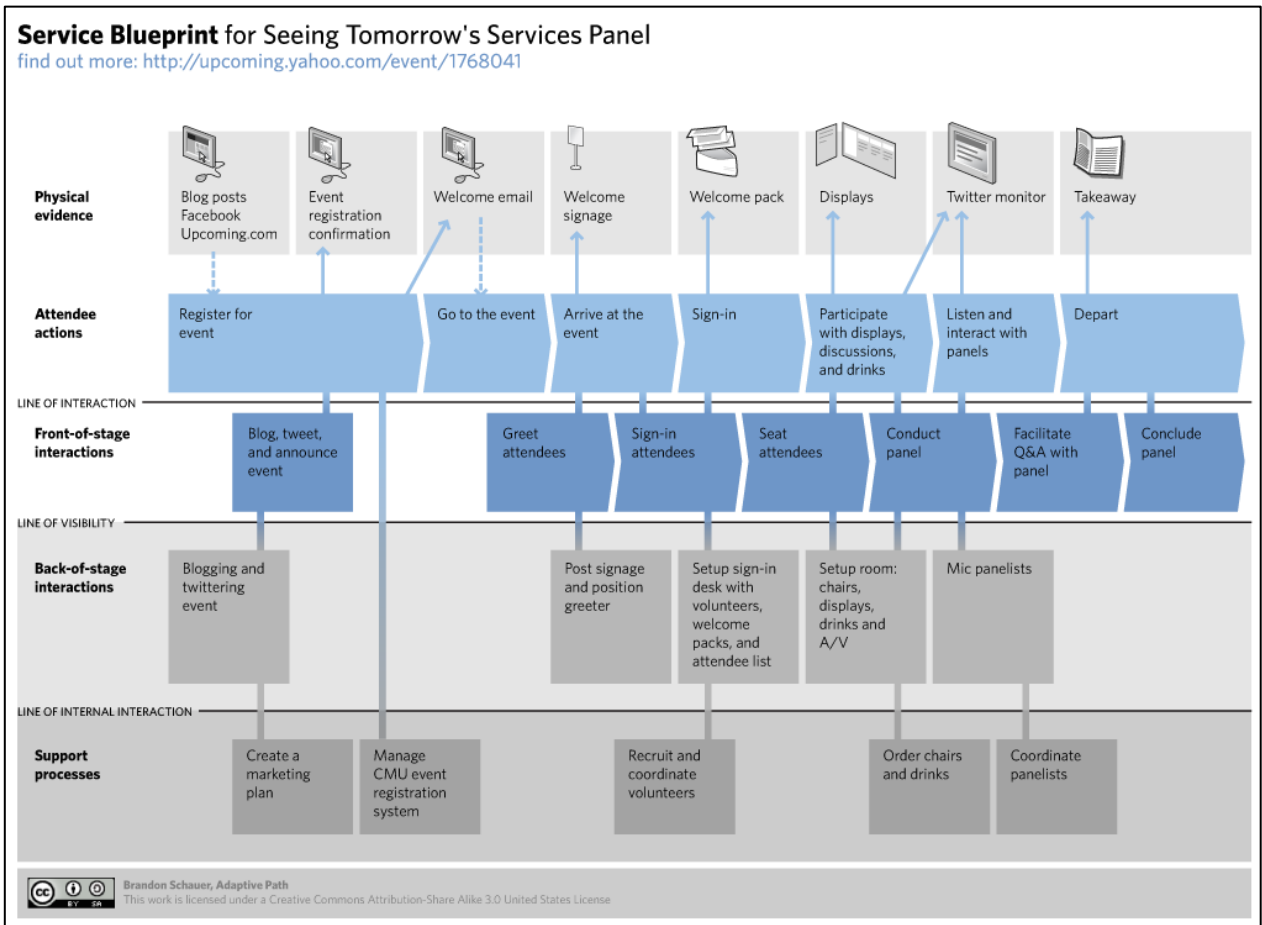 Service Blueprint for Seeing Tomorrow's Services Panel
find out more: http://upcoming.yahoo.com/event/1768041
Physical
evidence
Blog posts
Facebook
Upcoming.com
Event
registration
confirmation
Welcome email
Welcome
signage
Welcome pack
Displays
Twitter monitor
Takeaway
Attendee
actions
Register for
event
Go to the event
Arrive at the
event
Sign-in
Participate
with displays,
discussions,
and drinks
Listen and
interact with
panels
Depart
LINE OF INTERACTION
Front-of-stage
interactions
Blog, tweet,
and announce
event
Greet
attendees
Sign-in
attendees
Seat
attendees
Conduct
panel
Facilitate
Q&A with
panel
Conclude
panel
LINE OF VISIBILITY
Back-of-stage
interactions
Blogging and
twittering
event
Post signage
and position
greeter
Setup sign-in
desk with
volunteers,
welcome
packs, and
attendee list
Setup room:
chairs,
displays,
drinks and
A/V
Mic panelists
LINE OF INTERNAL INTERACTION
Support
processes
Create a
marketing
plan
Manage
CMU event
registration
system
Recruit and
coordinate
volunteers
Order chairs
and drinks
Coordinate
panelists
cc
BY SA
Brandon Schauer, Adaptive Path
This work is licensed under a Creative Commons Attribution-Share Alike 3.0 United States License